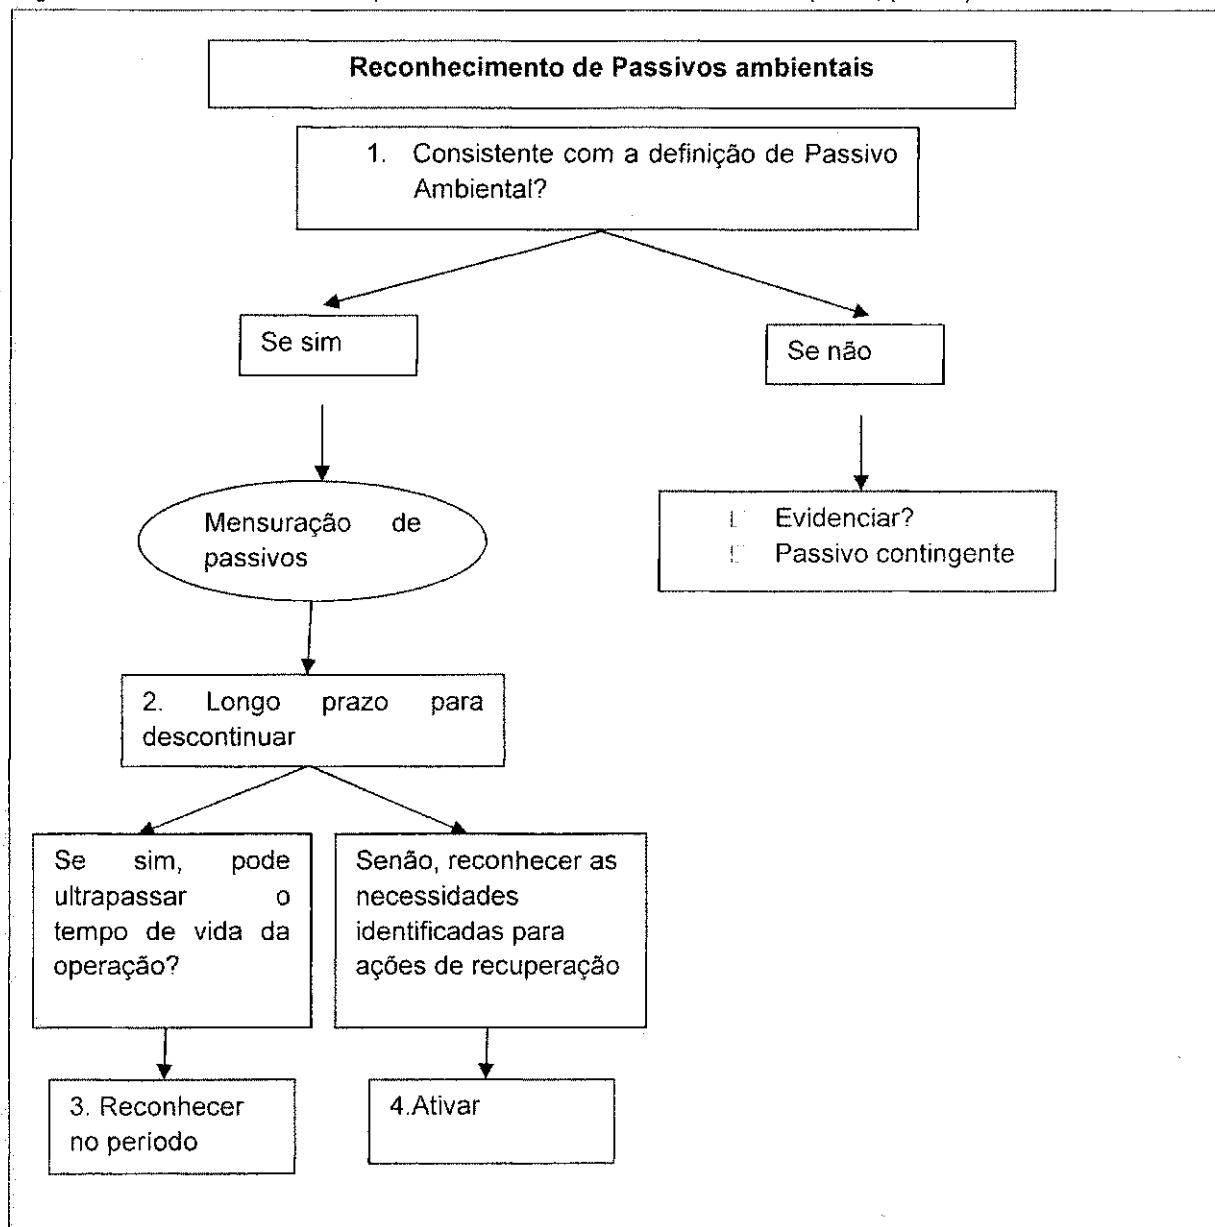 Reconhecimento de Passivos ambientais
1. Consistente com a definição de Passivo
Ambiental?
Se sim
Se não
Mensuração de
passivos
Evidenciar?
Passivo contingente
2. Longo prazo para
descontinuar
Se sim, pode
ultrapassar o
tempo de vida da
operação?
Senão, reconhecer as
necessidades
identificadas para
ações de recuperação
3. Reconhecer
no período
4.Ativar